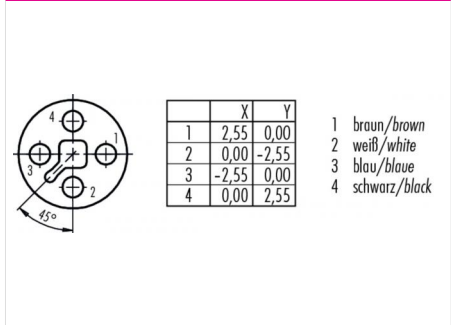 4
1
3
2
45°
X Y
1 2,55 0,00
2 0,00 -2,55
3 -2,55 0,00
4 0,00 2,55
1 braun/brown
2 weiß/white
3 blau/blaue
4 schwarz/black